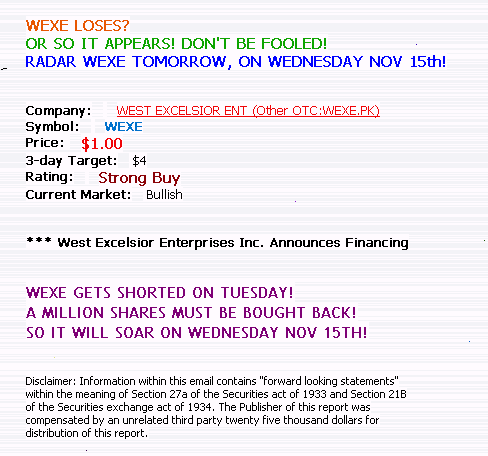 WEXE LOSES?
OR SO IT APPEARS! DON'T BE FOOLED!
RADAR WEXE TOMORROW, ON WEDNESDAY NOV 15th!
Company: WEST EXCELSIOR ENT (Other OTC:WEXE.PK)
Symbol: WEXE
Price: $1.00
3-day Target: $4
Rating: Strong Buy
Current Market: Bullish
*** West Excelsior Enterprises Inc. Announces Financing
WEXE GETS SHORTED ON TUESDAY!
A MILLION SHARES MUST BE BOUGHT BACK!
SO IT WILL SOAR ON WEDNESDAY NOV 15TH!
Disclaimer: Information within this email contains "forward looking statements"
within the meaning of Section 27a of the Securities act of 1933 and Section 21B
of the Securities exchange act of 1934. The Publisher of this report was
compensated by an unrelated third party twenty five thousand dollars for
distribution of this report.